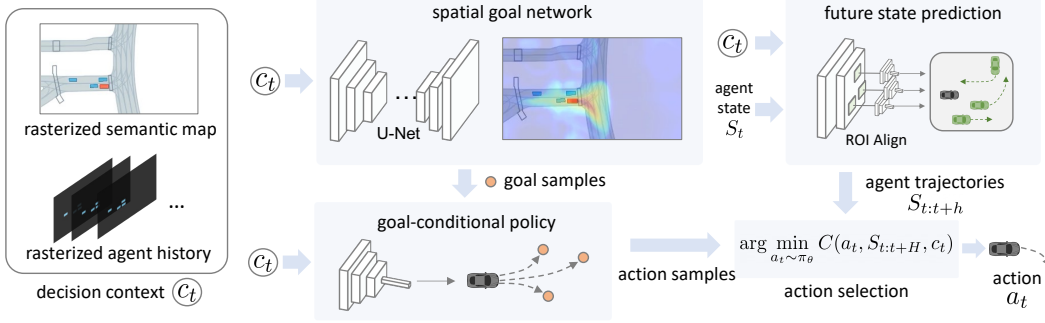 spatial goal network
future state prediction
c_t
c_t
agent
state
S_t
U-Net
ROI Align
rasterized semantic map
goal samples
agent trajectories
S_{t:t+h}
...
rasterized agent history
goal-conditional policy
c_t
action samples
arg min_{a_t∼π_θ} C(a_t, S_{t:t+H}, c_t)
action selection
action
a_t
decision context c_t